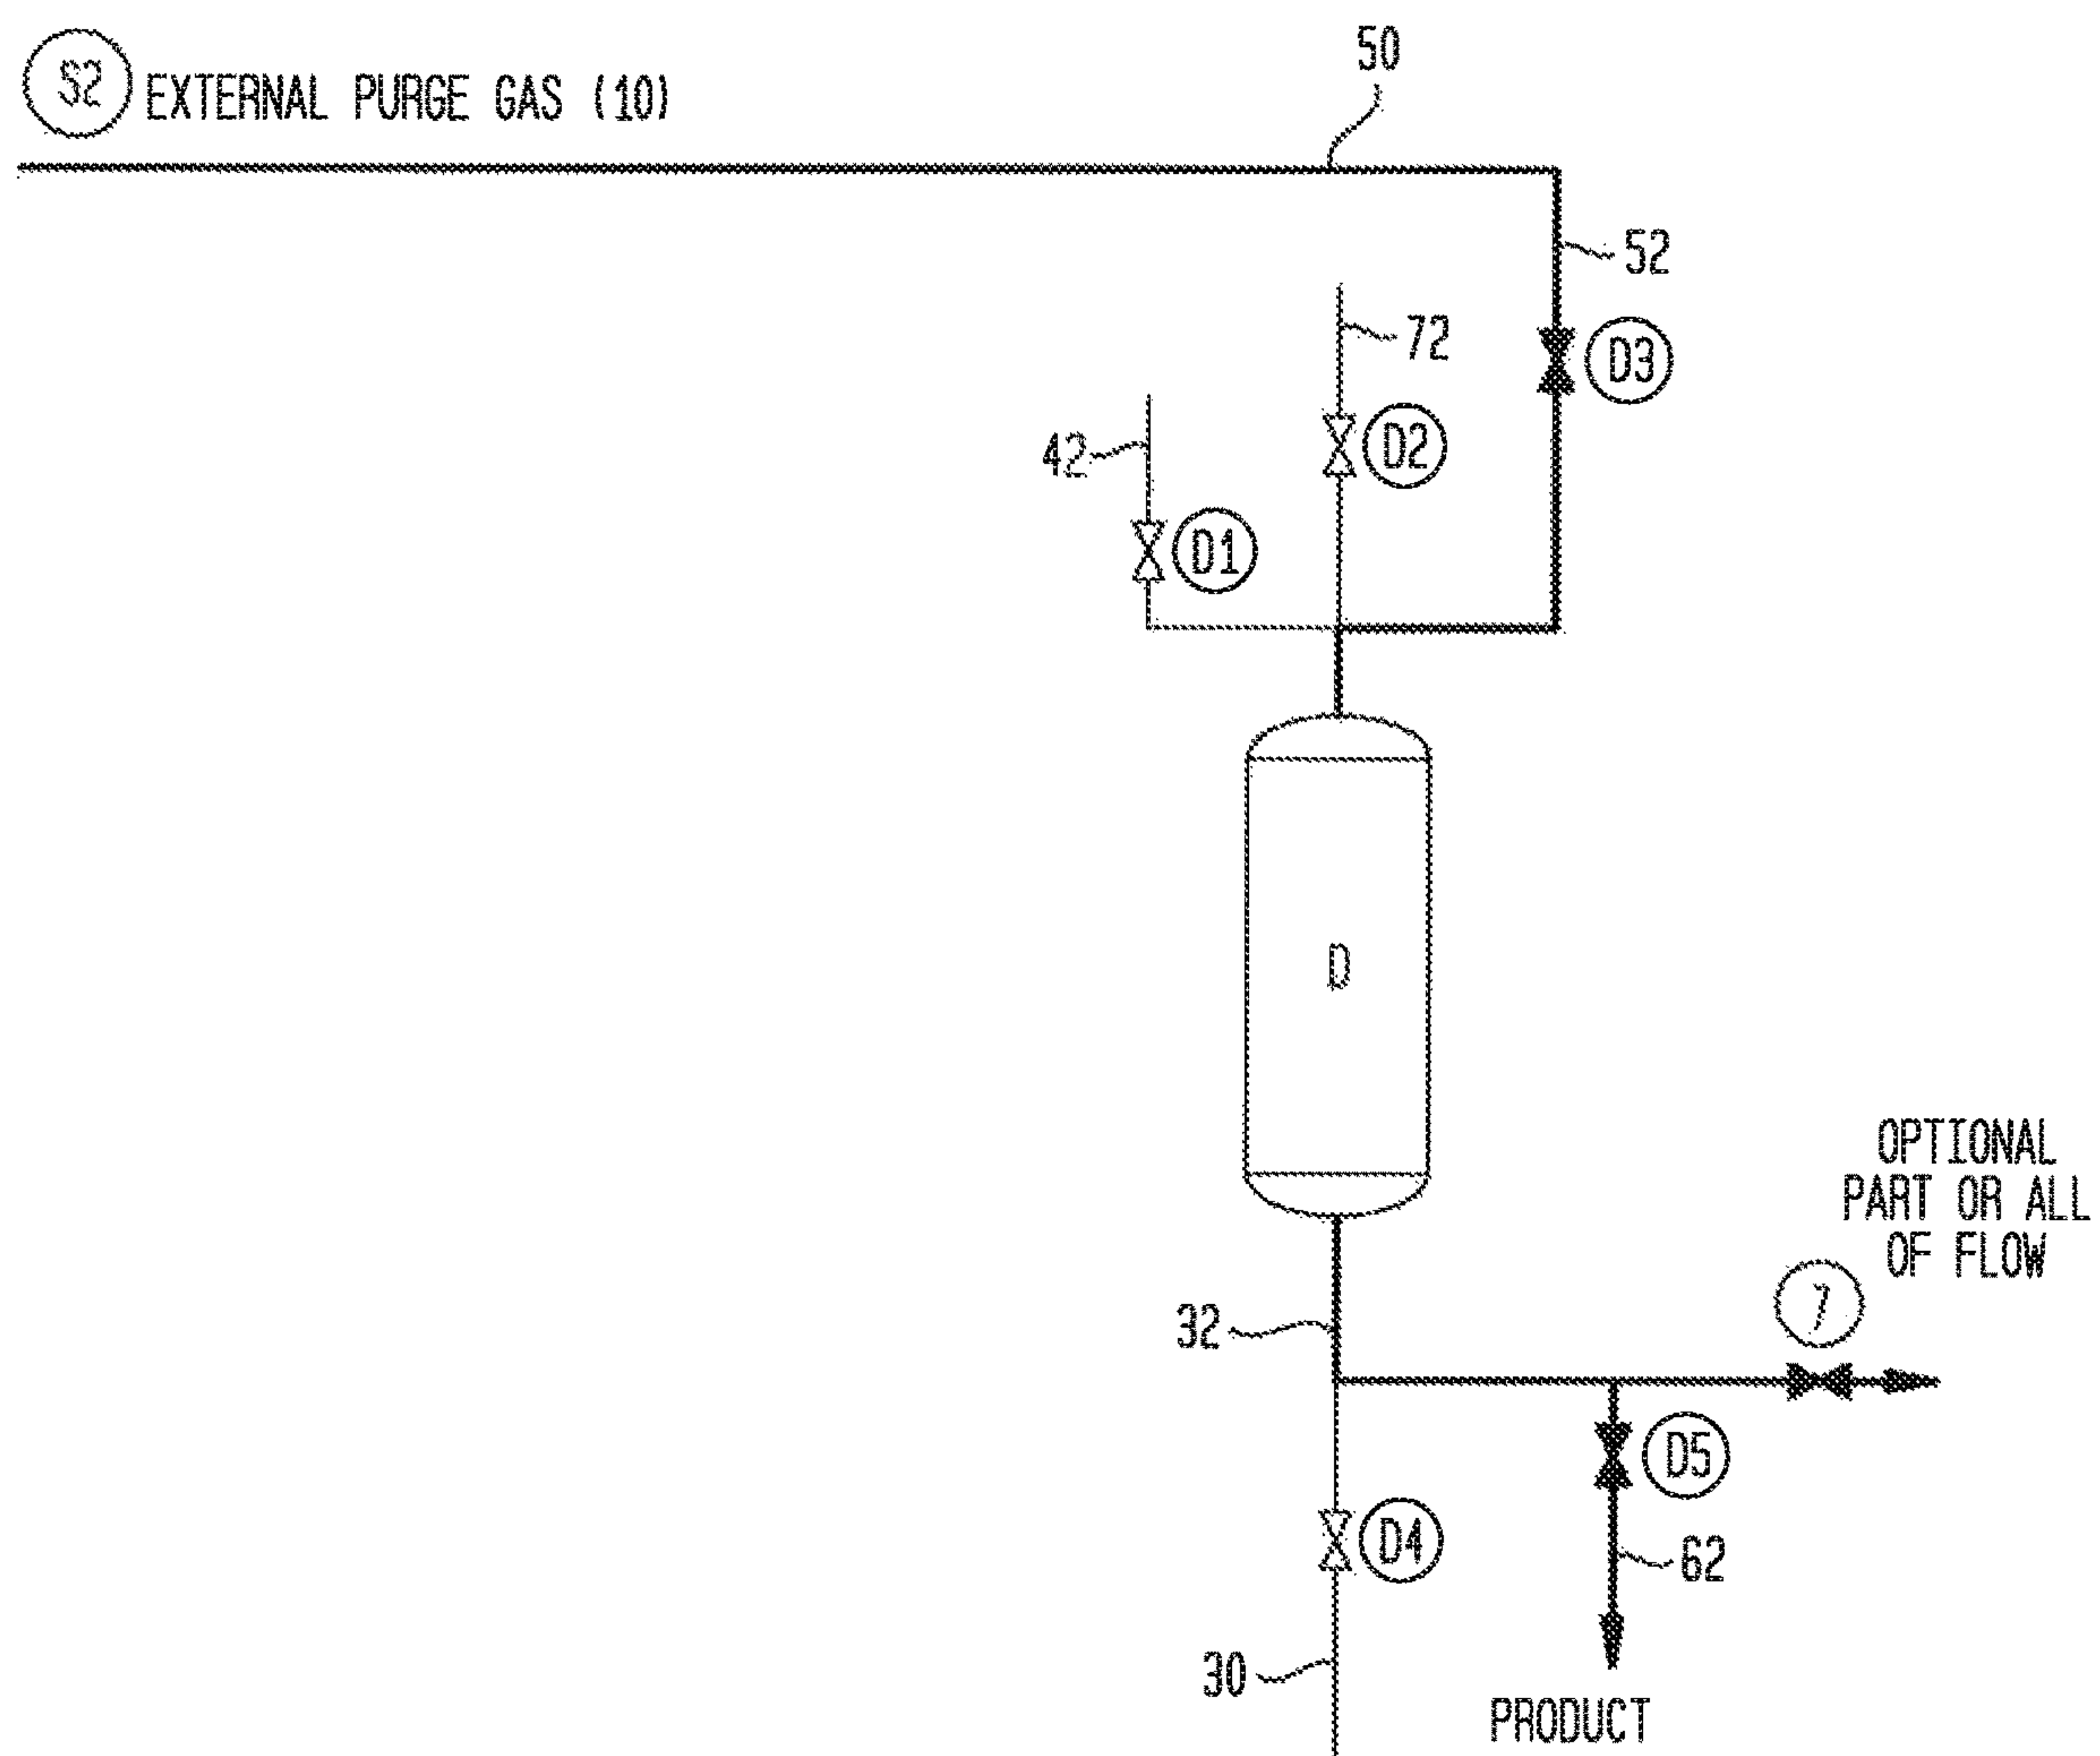 50
S2 EXTERNAL PURGE GAS (10)
52
72
D3
42
D2
D1
D
OPTIONAL
PART OR ALL
OF FLOW
7
32
D5
D4
62
30
PRODUCT